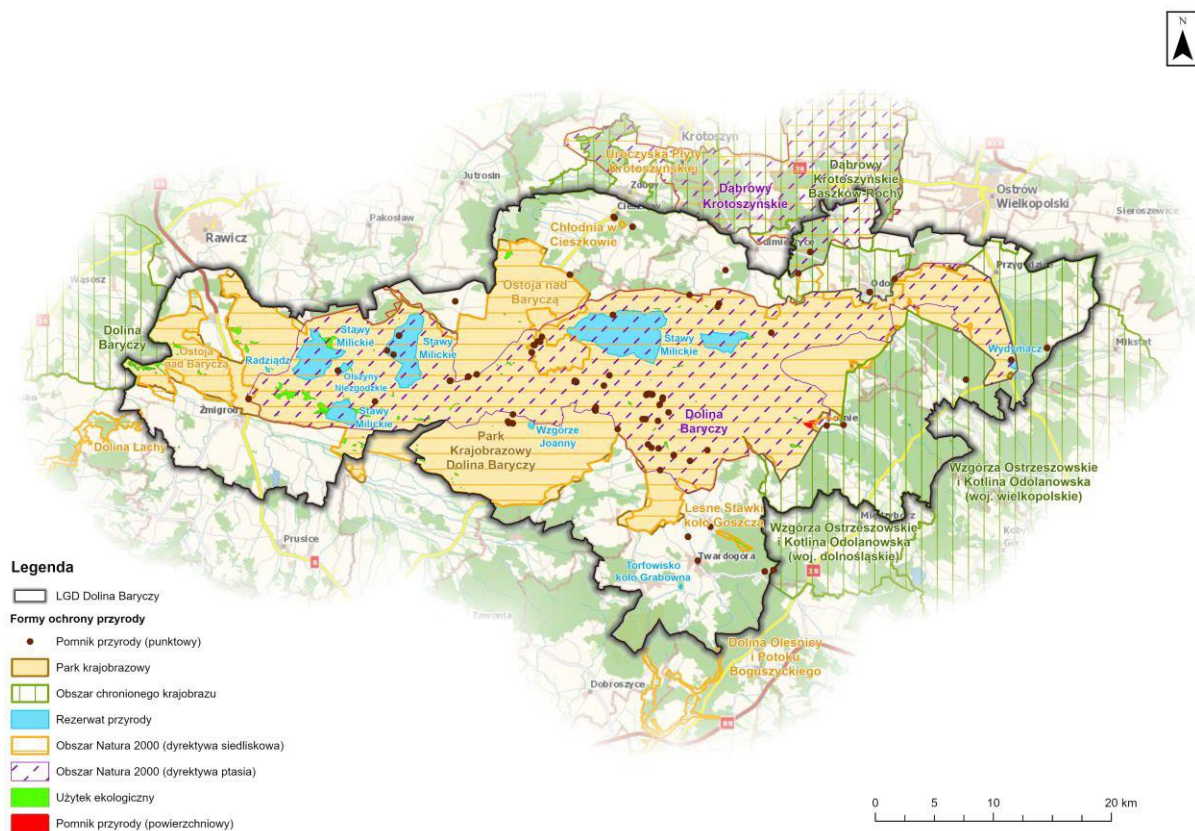 N
Krotoszyn
Uroczyska Płyty
Krotoszyńskiej
Jutrosin
Zduny
Dąbrowy
Krotoszyńskie
Dąbrowy
Krotoszyńskie
Baszków-Rochy
Ostrów
Wielkopolski
Sieroszewice
Pakosław
Rawicz
Chłodnia w
Cieszkowie
Wąsosz
Ostoja nad
Baryczą
Dolina
Baryczy
Stawy
Milickie
Stawy
Milickie
Stawy
Milickie
Ostoja
nad Baryczą
Radziądz
Olszyny
Niezgodzkie
Wydymacz
Mikstat
Żmigród
Stawy
Milickie
Wzgórze
Joanny
Dolina
Baryczy
Dolina Łachy
Park
Krajobrazowy
Dolina Baryczy
Wzgórza Ostrzeszowskie
i Kotlina Odolanowska
(woj. wielkopolskie)
Leśne Stawki
koło Goszcza
Wzgórza Ostrzeszowskie
i Kotlina Odolanowska
(woj. dolnośląskie)
Prusice
5
Twardogóra
Torfowisko
koło Grabowna
Zawonia
Dolina Oleśnicy
i Potoku
Boguszyckiego
Dobroszyce
Legenda
LGD Dolina Baryczy
Formy ochrony przyrody
Pomnik przyrody (punktowy)
Park krajobrazowy
Obszar chronionego krajobrazu
Rezerwat przyrody
Obszar Natura 2000 (dyrektywa siedliskowa)
Obszar Natura 2000 (dyrektywa ptasia)
Użytek ekologiczny
Pomnik przyrody (powierzchniowy)
0 5 10 20 km